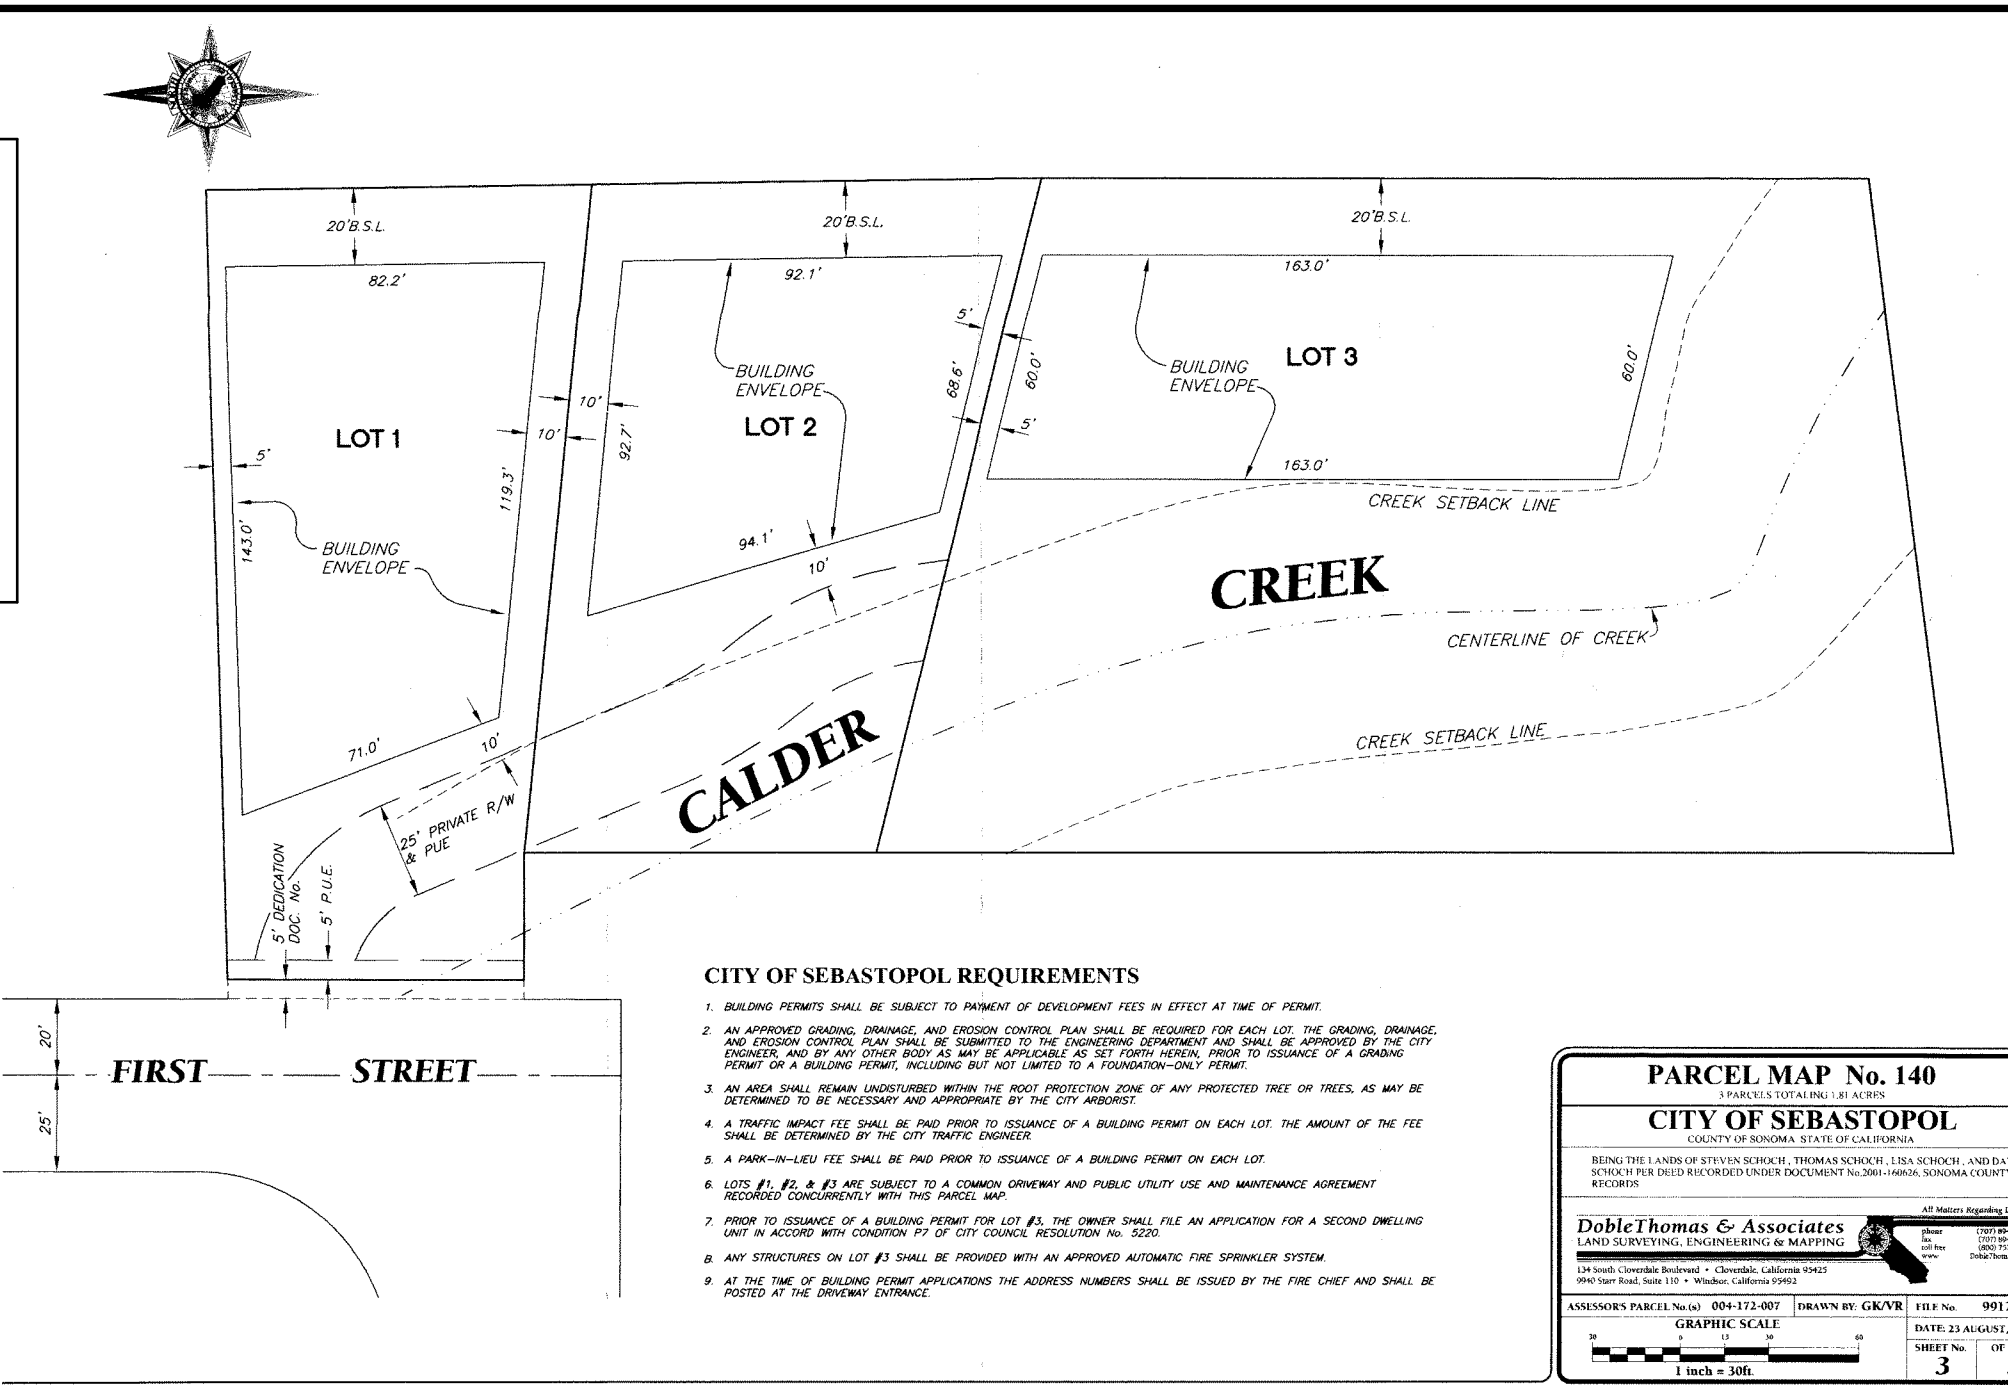 NORTH
20'B.S.L.
20'B.S.L.
20'B.S.L.
82.2'
92.1'
163.0'
5'
BUILDING
ENVELOPE
68.6'
60.0'
BUILDING
ENVELOPE
LOT 3
60.0'
10'
10'
LOT 1
5'
92.7'
LOT 2
5'
163.0'
119.3'
143.0'
BUILDING
ENVELOPE
94.1'
10'
CREEK SETBACK LINE
CREEK
CENTERLINE OF CREEK
71.0'
10'
CALDER
CREEK SETBACK LINE
25' PRIVATE R/W
& PUE
5' DEDICATION
DOC. No.
5' P.U.E.
20'
FIRST STREET
25'
CITY OF SEBASTOPOL REQUIREMENTS
1. BUILDING PERMITS SHALL BE SUBJECT TO PAYMENT OF DEVELOPMENT FEES IN EFFECT AT TIME OF PERMIT.
2. AN APPROVED GRADING, DRAINAGE, AND EROSION CONTROL PLAN SHALL BE REQUIRED FOR EACH LOT. THE GRADING, DRAINAGE,
AND EROSION CONTROL PLAN SHALL BE SUBMITTED TO THE ENGINEERING DEPARTMENT AND SHALL BE APPROVED BY THE CITY
ENGINEER, AND BY ANY OTHER BODY AS MAY BE APPLICABLE AS SET FORTH HEREIN, PRIOR TO ISSUANCE OF A GRADING
PERMIT OR A BUILDING PERMIT, INCLUDING BUT NOT LIMITED TO A FOUNDATION-ONLY PERMIT.
3. AN AREA SHALL REMAIN UNDISTURBED WITHIN THE ROOT PROTECTION ZONE OF ANY PROTECTED TREE OR TREES, AS MAY BE
DETERMINED TO BE NECESSARY AND APPROPRIATE BY THE CITY ARBORIST.
4. A TRAFFIC IMPACT FEE SHALL BE PAID PRIOR TO ISSUANCE OF A BUILDING PERMIT ON EACH LOT. THE AMOUNT OF THE FEE
SHALL BE DETERMINED BY THE CITY TRAFFIC ENGINEER.
5. A PARK-IN-LIEU FEE SHALL BE PAID PRIOR TO ISSUANCE OF A BUILDING PERMIT ON EACH LOT.
6. LOTS #1, #2, & #3 ARE SUBJECT TO A COMMON DRIVEWAY AND PUBLIC UTILITY USE AND MAINTENANCE AGREEMENT
RECORDED CONCURRENTLY WITH THIS PARCEL MAP.
7. PRIOR TO ISSUANCE OF A BUILDING PERMIT FOR LOT #3, THE OWNER SHALL FILE AN APPLICATION FOR A SECOND DWELLING
UNIT IN ACCORD WITH CONDITION P7 OF CITY COUNCIL RESOLUTION No. 5220.
8. ANY STRUCTURES ON LOT #3 SHALL BE PROVIDED WITH AN APPROVED AUTOMATIC FIRE SPRINKLER SYSTEM.
9. AT THE TIME OF BUILDING PERMIT APPLICATIONS THE ADDRESS NUMBERS SHALL BE ISSUED BY THE FIRE CHIEF AND SHALL BE
POSTED AT THE DRIVEWAY ENTRANCE.
PARCEL MAP No. 140
3 PARCELS TOTALING 1.81 ACRES
CITY OF SEBASTOPOL
COUNTY OF SONOMA STATE OF CALIFORNIA
BEING THE LANDS OF STEVEN SCHOCH, THOMAS SCHOCH, LISA SCHOCH, AND DA
SCHOCH PER DEED RECORDED UNDER DOCUMENT No.2001-160626, SONOMA COUNTY
RECORDS
All Matters Regarding L
DobleThomas & Associates
LAND SURVEYING, ENGINEERING & MAPPING
phone (707) 89
fax (707) 89
toll free (800) 75
www DobleThom
134 South Cloverdale Boulevard • Cloverdale, California 95425
9940 Starr Road, Suite 110 • Windsor, California 95492
ASSESSOR'S PARCEL No.(s) 004-172-007 DRAWN BY: GK/VR FILE No. 991
GRAPHIC SCALE
30 0 15 30 60
1 inch = 30ft.
DATE: 23 AUGUST,
SHEET No. OF
3